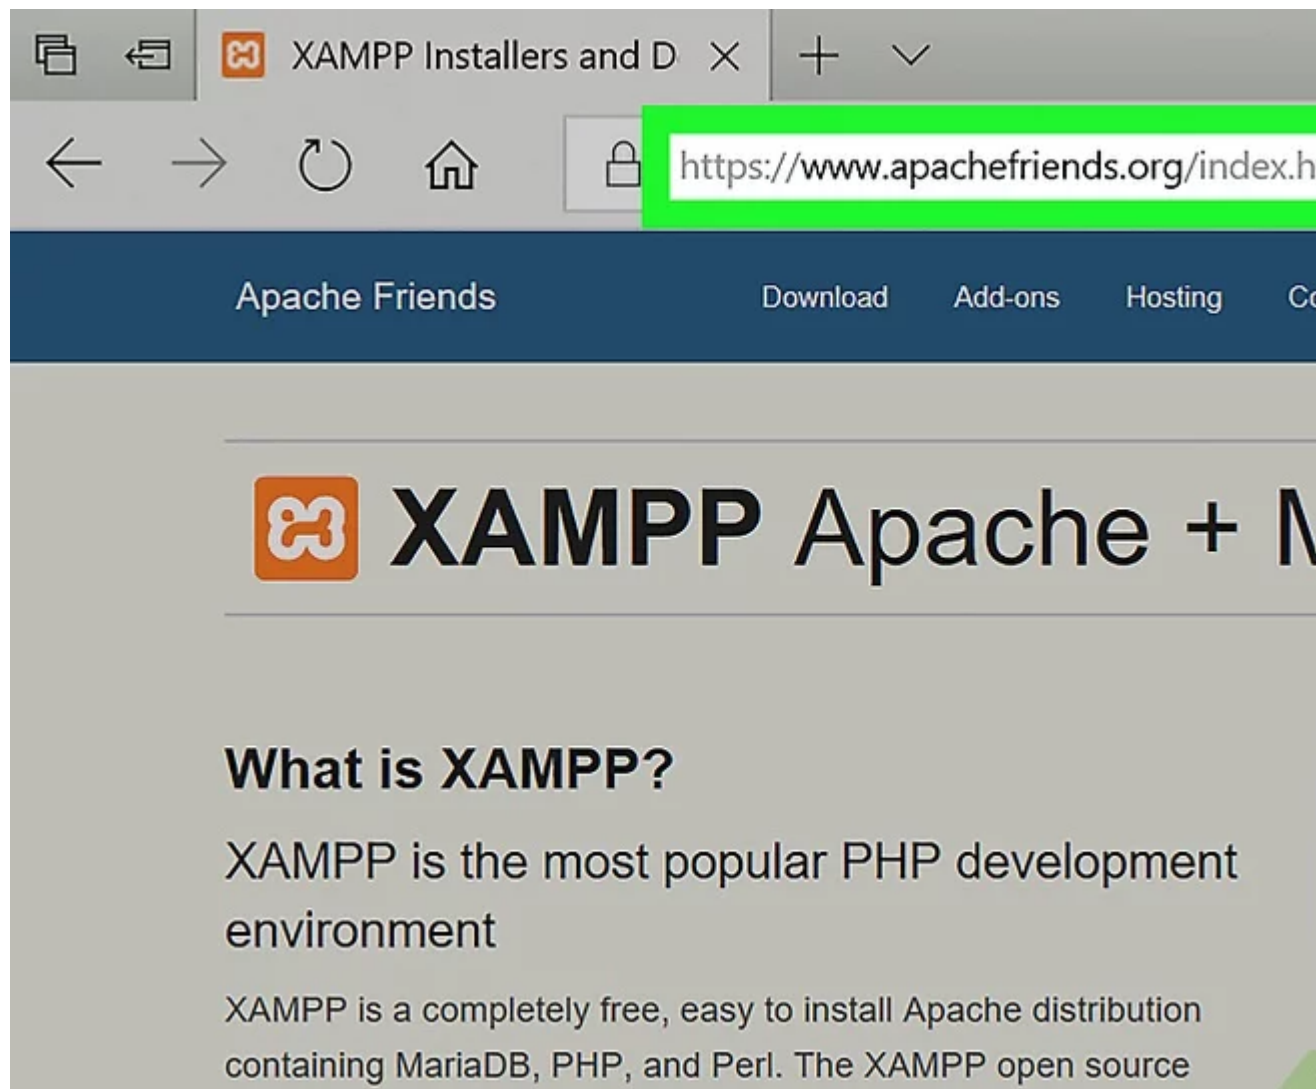 XAMPP Installers and D
https://www.apachefriends.org/index.h
Apache Friends
Download
Add-ons
Hosting
Co
XAMPP Apache + M
What is XAMPP?
XAMPP is the most popular PHP development
environment
XAMPP is a completely free, easy to install Apache distribution
containing MariaDB, PHP, and Perl. The XAMPP open source